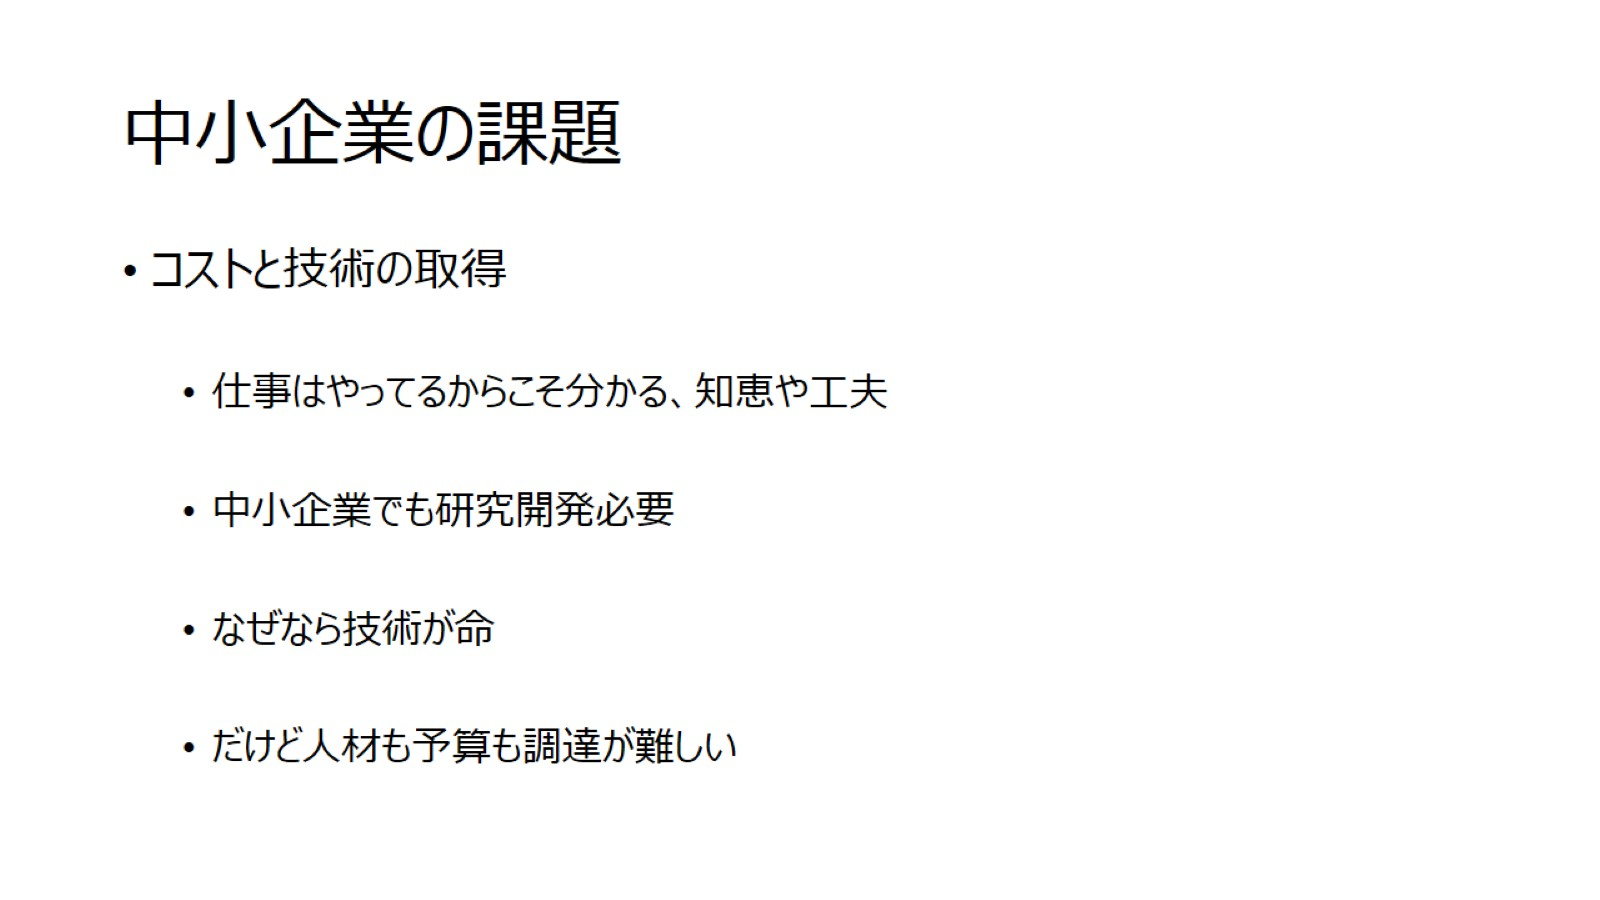 中小企業の課題
• コストと技術の取得
• 仕事はやってるからこそ分かる、知恵や工夫
• 中小企業でも研究開発必要
• なぜなら技術が命
• だけど人材も予算も調達が難しい